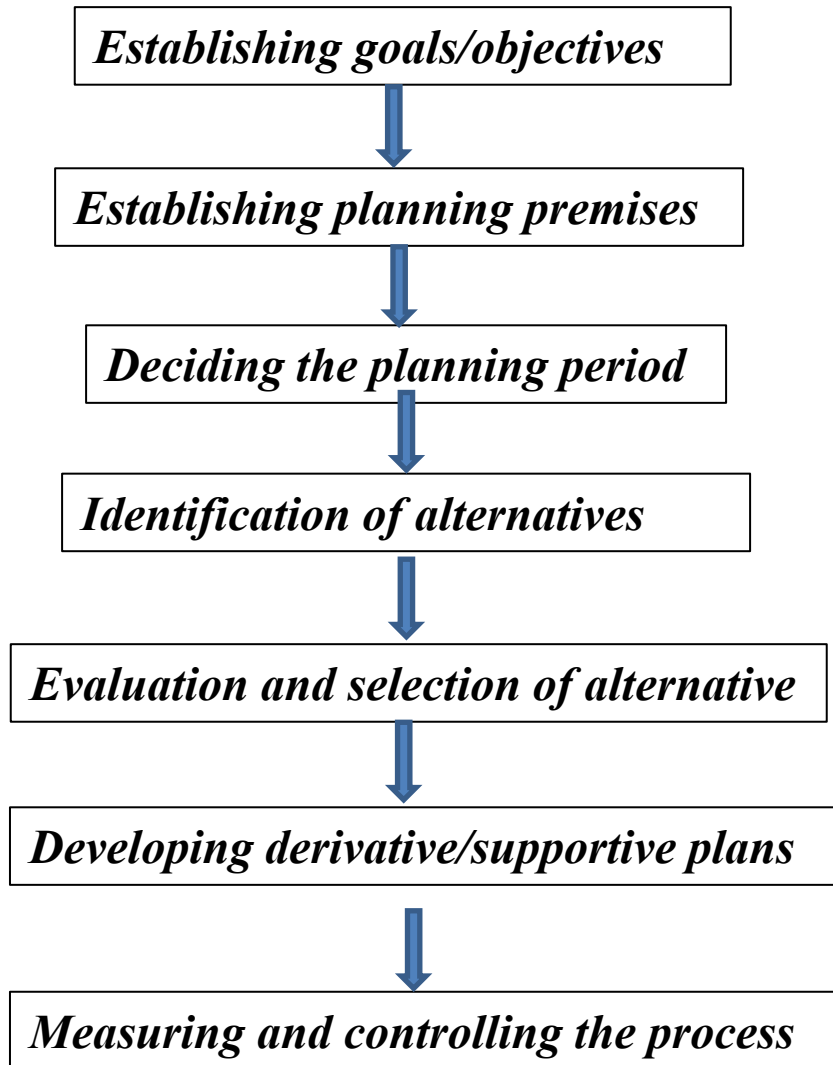 Establishing goals/objectives
Establishing planning premises
Deciding the planning period
Identification of alternatives
Evaluation and selection of alternative
Developing derivative/supportive plans
Measuring and controlling the process